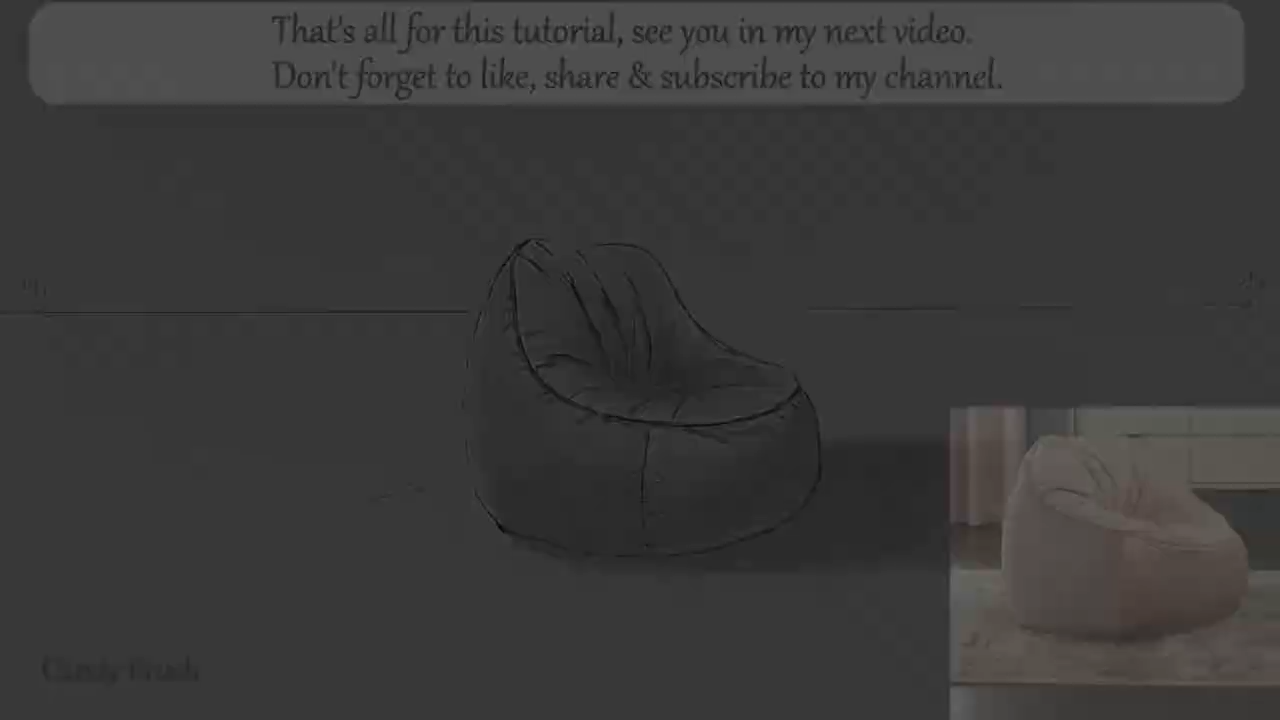 That's all for this tutorial, see you in my next video.
Don't forget to like, share & subscribe to my channel.